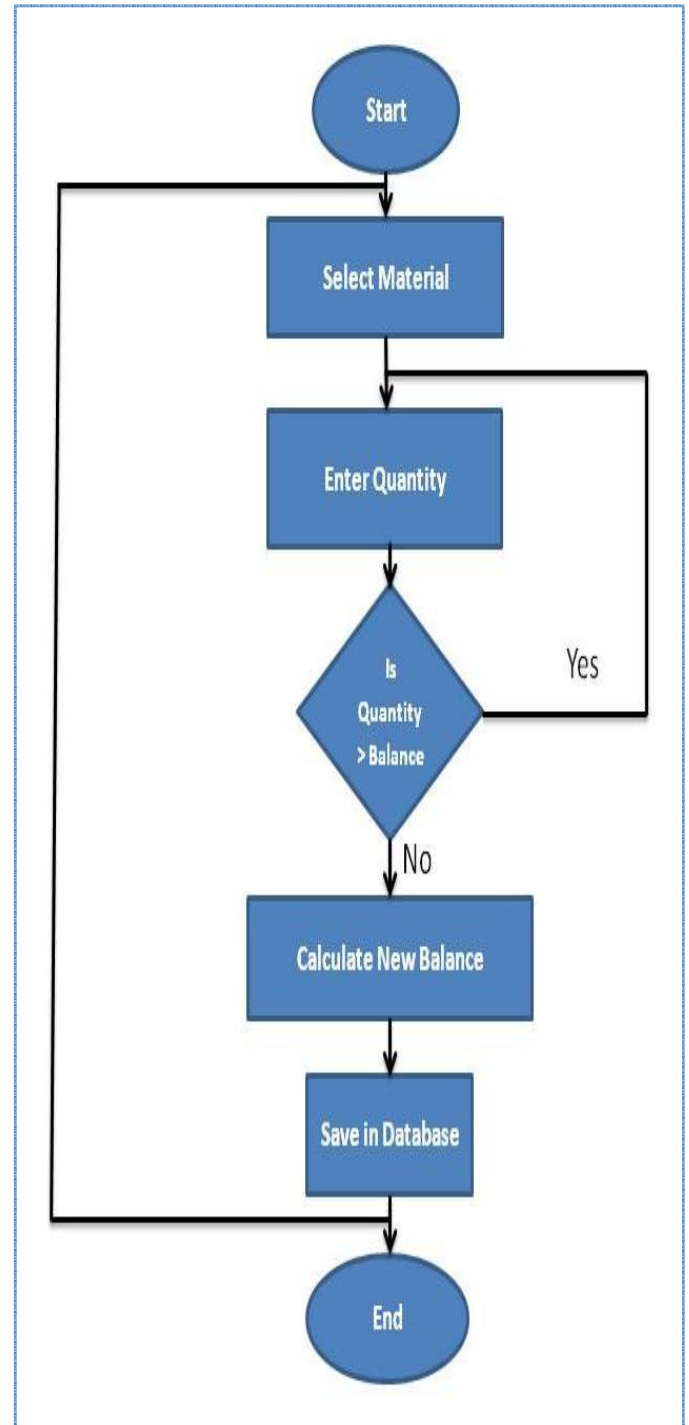 Start
Select Material
Enter Quantity
Is
Quantity
> Balance
Yes
No
Calculate New Balance
Save in Database
End